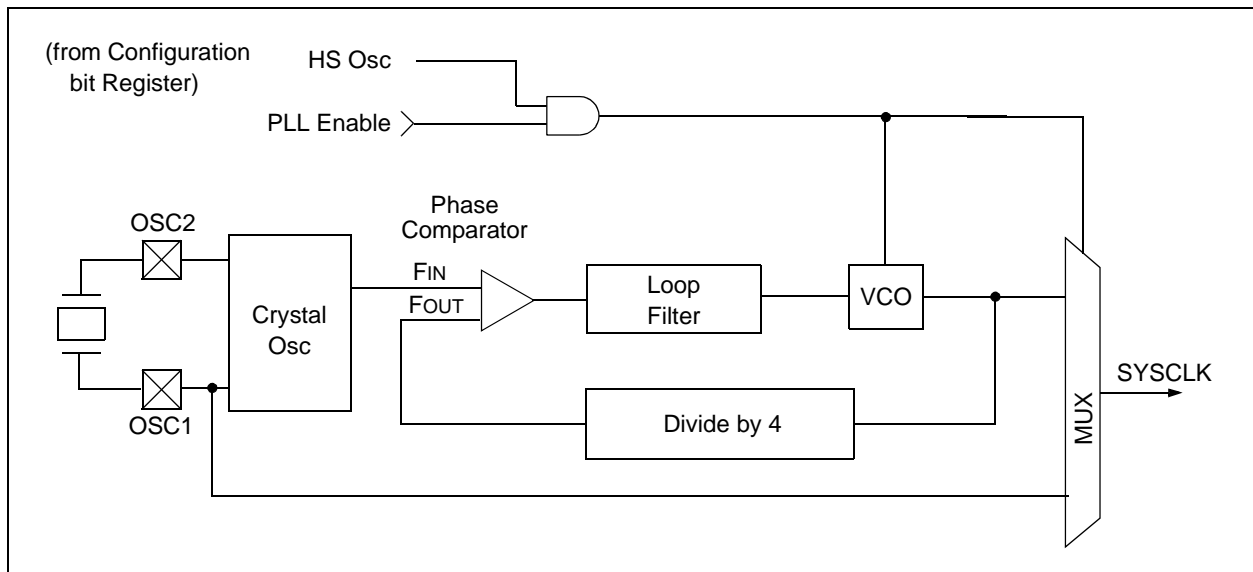 (from Configuration
bit Register)
HS Osc
PLL Enable
Phase
Comparator
OSC2
FIN
FOUT
Crystal
Osc
Loop
Filter
VCO
OSC1
Divide by 4
MUX
SYSCLK